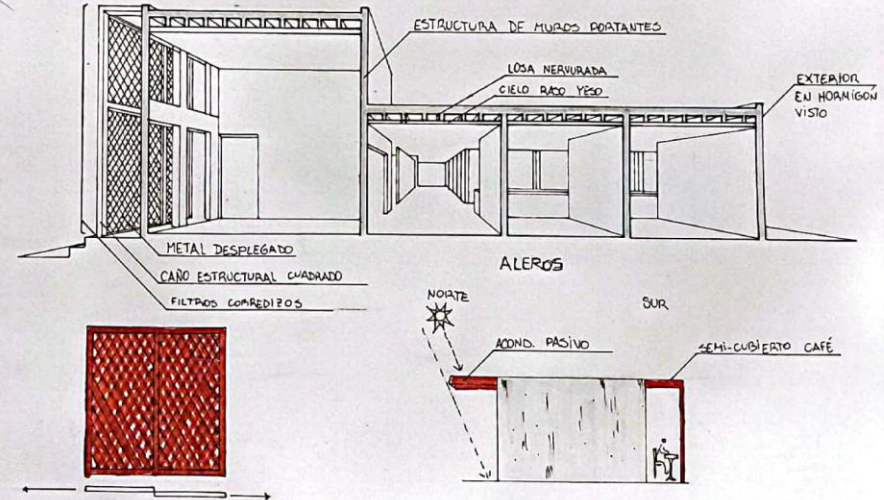 ESTRUCTURA DE MUROS PORTANTES
LOSA NERVURADA
CIELO RASO YESO
EXTERIOR
EN HORMIGÓN
VISTO
METAL DESPLEGADO
CAÑO ESTRUCTURAL CUADRADO
FILTROS CORREDIZOS
ALEROS
NORTE
SUR
ACOND. PASIVO
SEMI-CUBIERTO CAFÉ